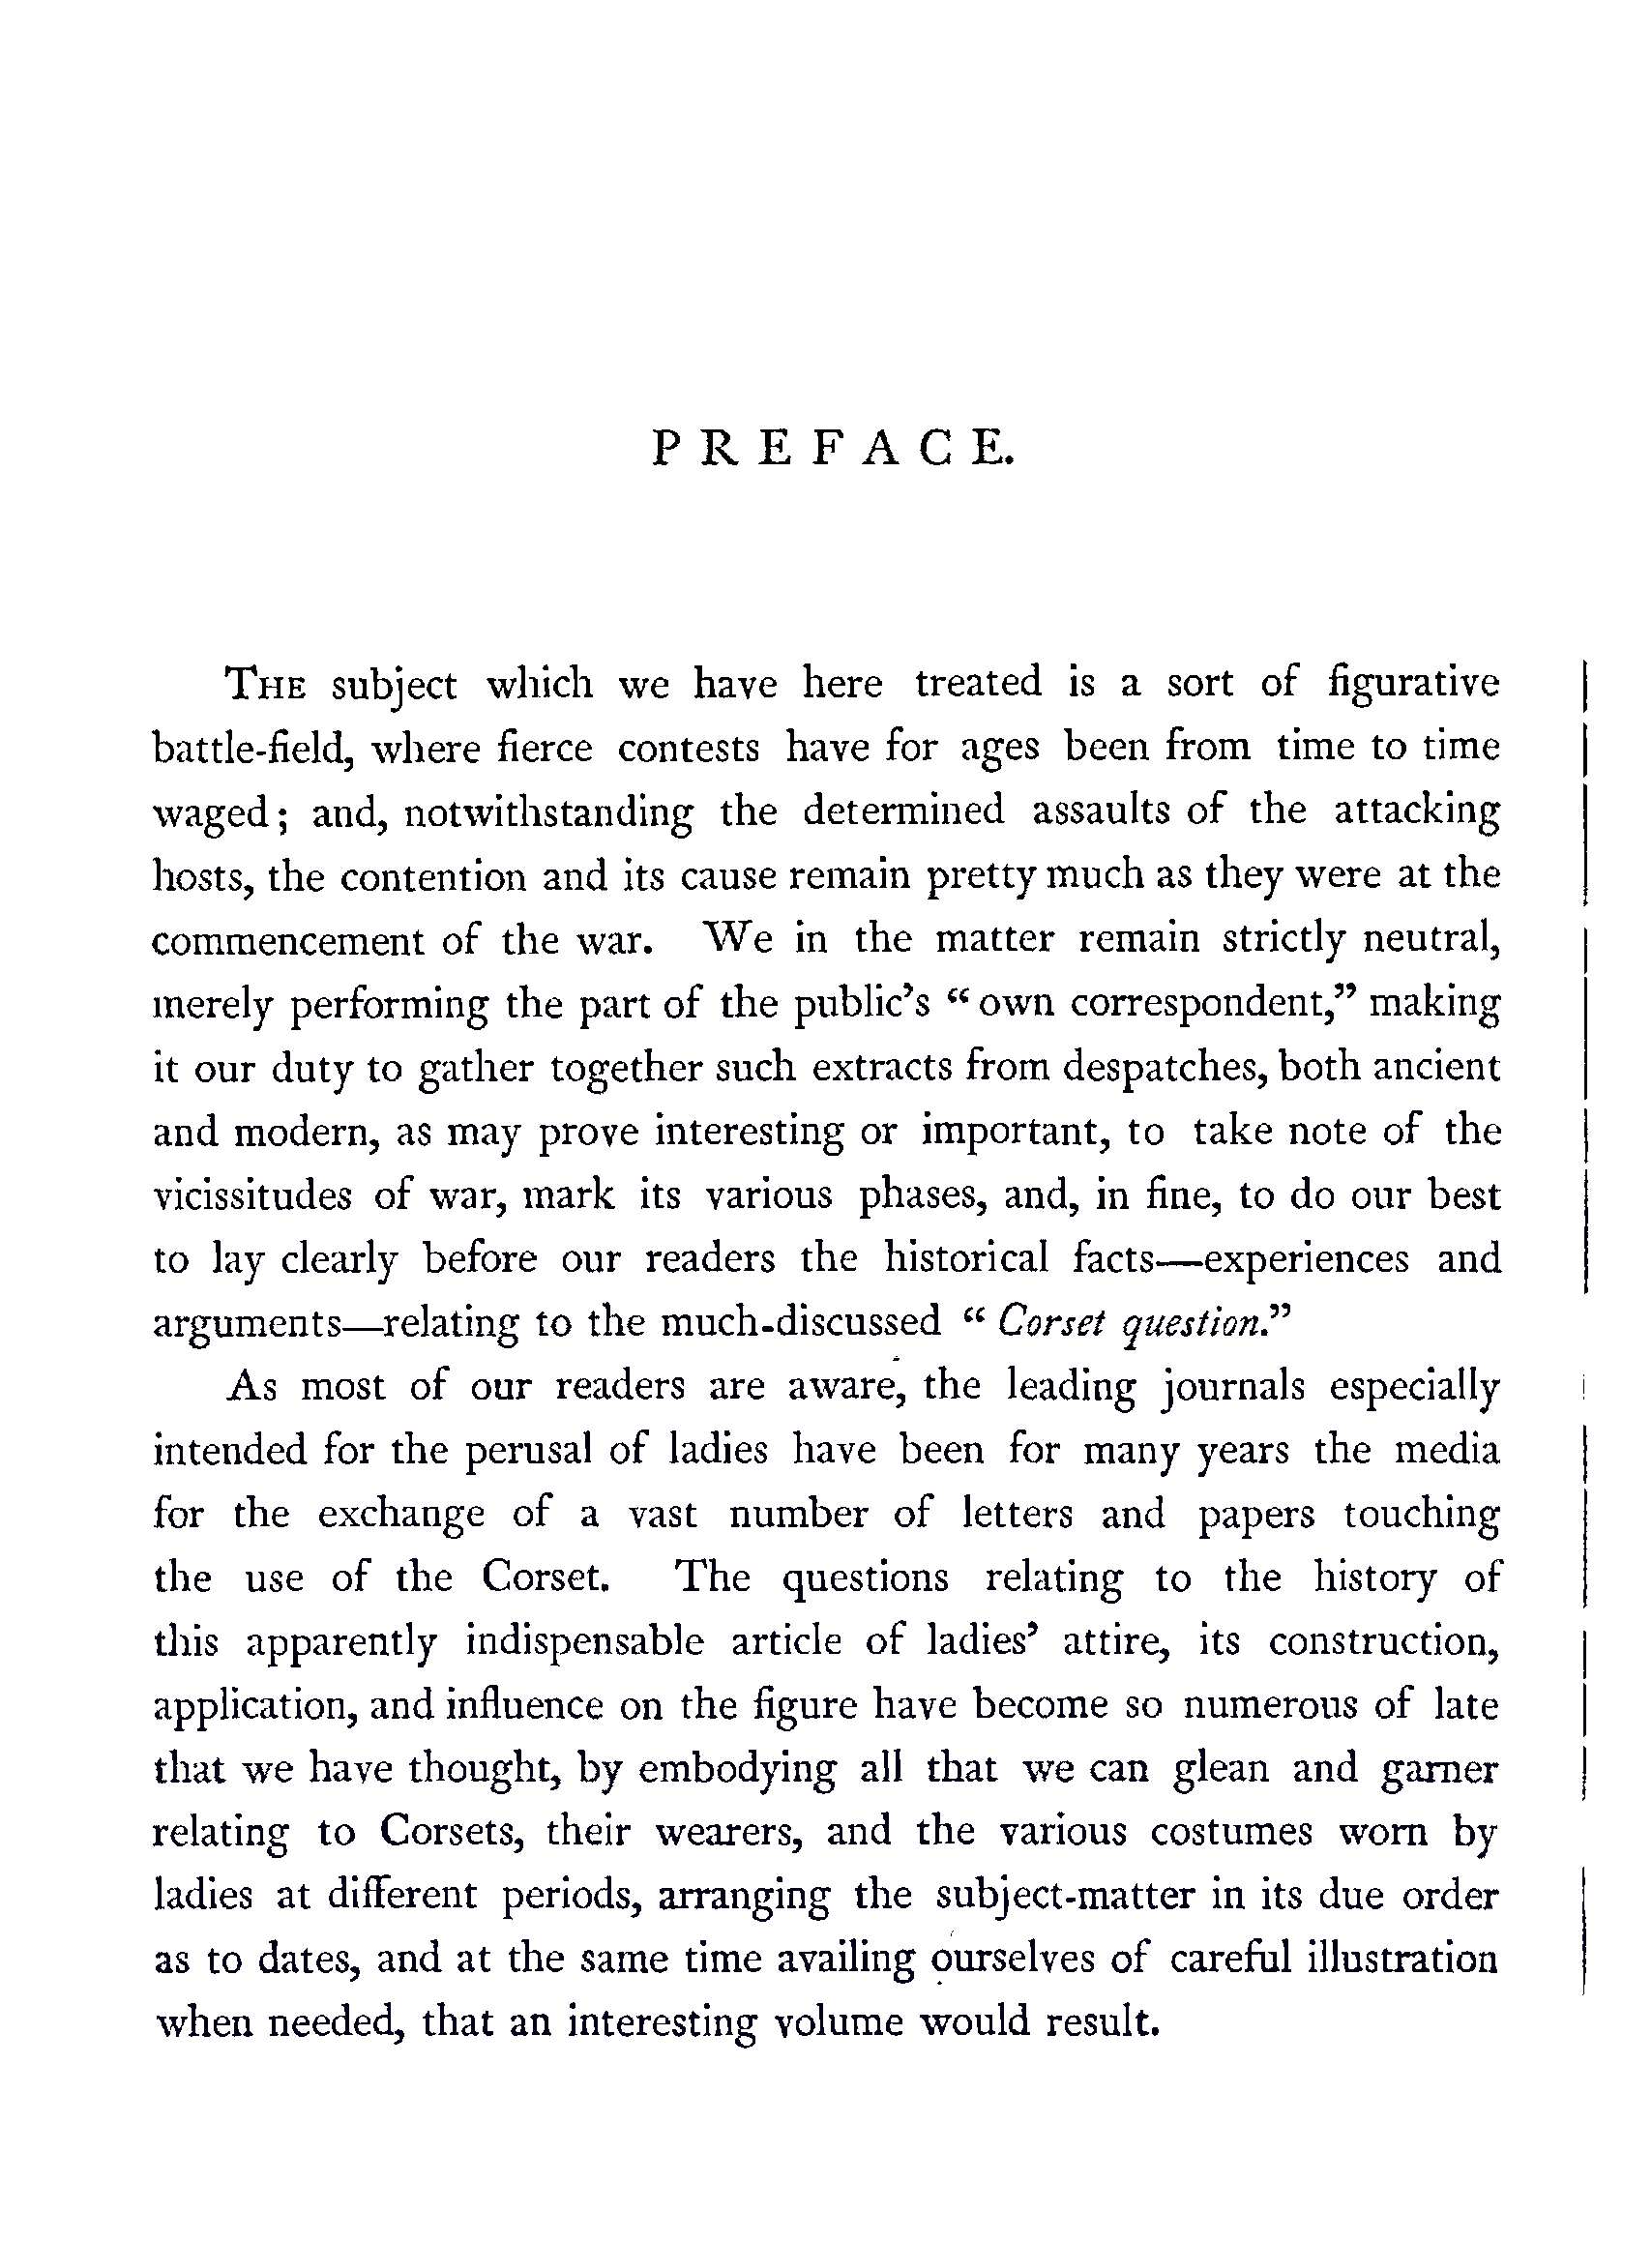 PREFACE.
THE subject which we have here treated is a sort of figurative
battle-field, where fierce contests have for ages been from time to time
waged; and, notwithstanding the determined assaults of the attacking
hosts, the contention and its cause remain pretty much as they were at the
commencement of the war. We in the matter remain strictly neutral,
merely performing the part of the public’s “ own correspondent,” making
it our duty to gather together such extracts from despatches, both ancient
and modern, as may prove interesting or important, to take note of the
vicissitudes of war, mark its various phases, and, in fine, to do our best
to lay clearly before our readers the historical facts—experiences and
arguments—relating to the much-discussed “ Corset question.”
As most of our readers are aware, the leading journals especially
intended for the perusal of ladies have been for many years the media
for the exchange of a vast number of letters and papers touching
the use of the Corset. The questions relating to the history of
this apparently indispensable article of ladies’ attire, its construction,
application, and influence on the figure have become so numerous of late
that we have thought, by embodying all that we can glean and garner
relating to Corsets, their wearers, and the various costumes worn by
ladies at different periods, arranging the subject-matter in its due order
as to dates, and at the same time availing ourselves of careful illustration
when needed, that an interesting volume would result.